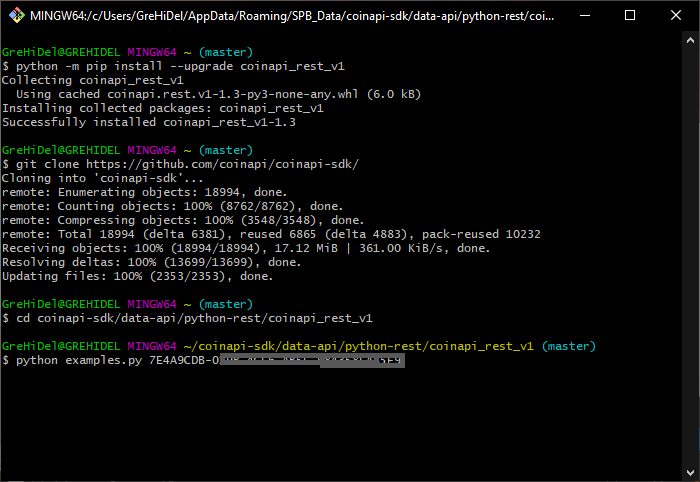 MINGW64:/c/Users/GreHiDel/AppData/Roaming/SPB_Data/coinapi-sdk/data-api/python-rest/coi...
GreHiDel@GREHIDEL MINGW64 ~ (master)
$ python -m pip install --upgrade coinapi_rest_v1
Collecting coinapi_rest_v1
  Using cached coinapi.rest.v1-1.3-py3-none-any.whl (6.0 kB)
Installing collected packages: coinapi_rest_v1
Successfully installed coinapi_rest_v1-1.3
GreHiDel@GREHIDEL MINGW64 ~ (master)
$ git clone https://github.com/coinapi/coinapi-sdk/
Cloning into 'coinapi-sdk'...
remote: Enumerating objects: 18994, done.
remote: Counting objects: 100% (8762/8762), done.
remote: Compressing objects: 100% (3548/3548), done.
remote: Total 18994 (delta 6381), reused 6865 (delta 4883), pack-reused 10232
Receiving objects: 100% (18994/18994), 17.12 MiB | 361.00 KiB/s, done.
Resolving deltas: 100% (13699/13699), done.
Updating files: 100% (2353/2353), done.
GreHiDel@GREHIDEL MINGW64 ~ (master)
$ cd coinapi-sdk/data-api/python-rest/coinapi_rest_v1
GreHiDel@GREHIDEL MINGW64 ~/coinapi-sdk/data-api/python-rest/coinapi_rest_v1 (master)
$ python examples.py